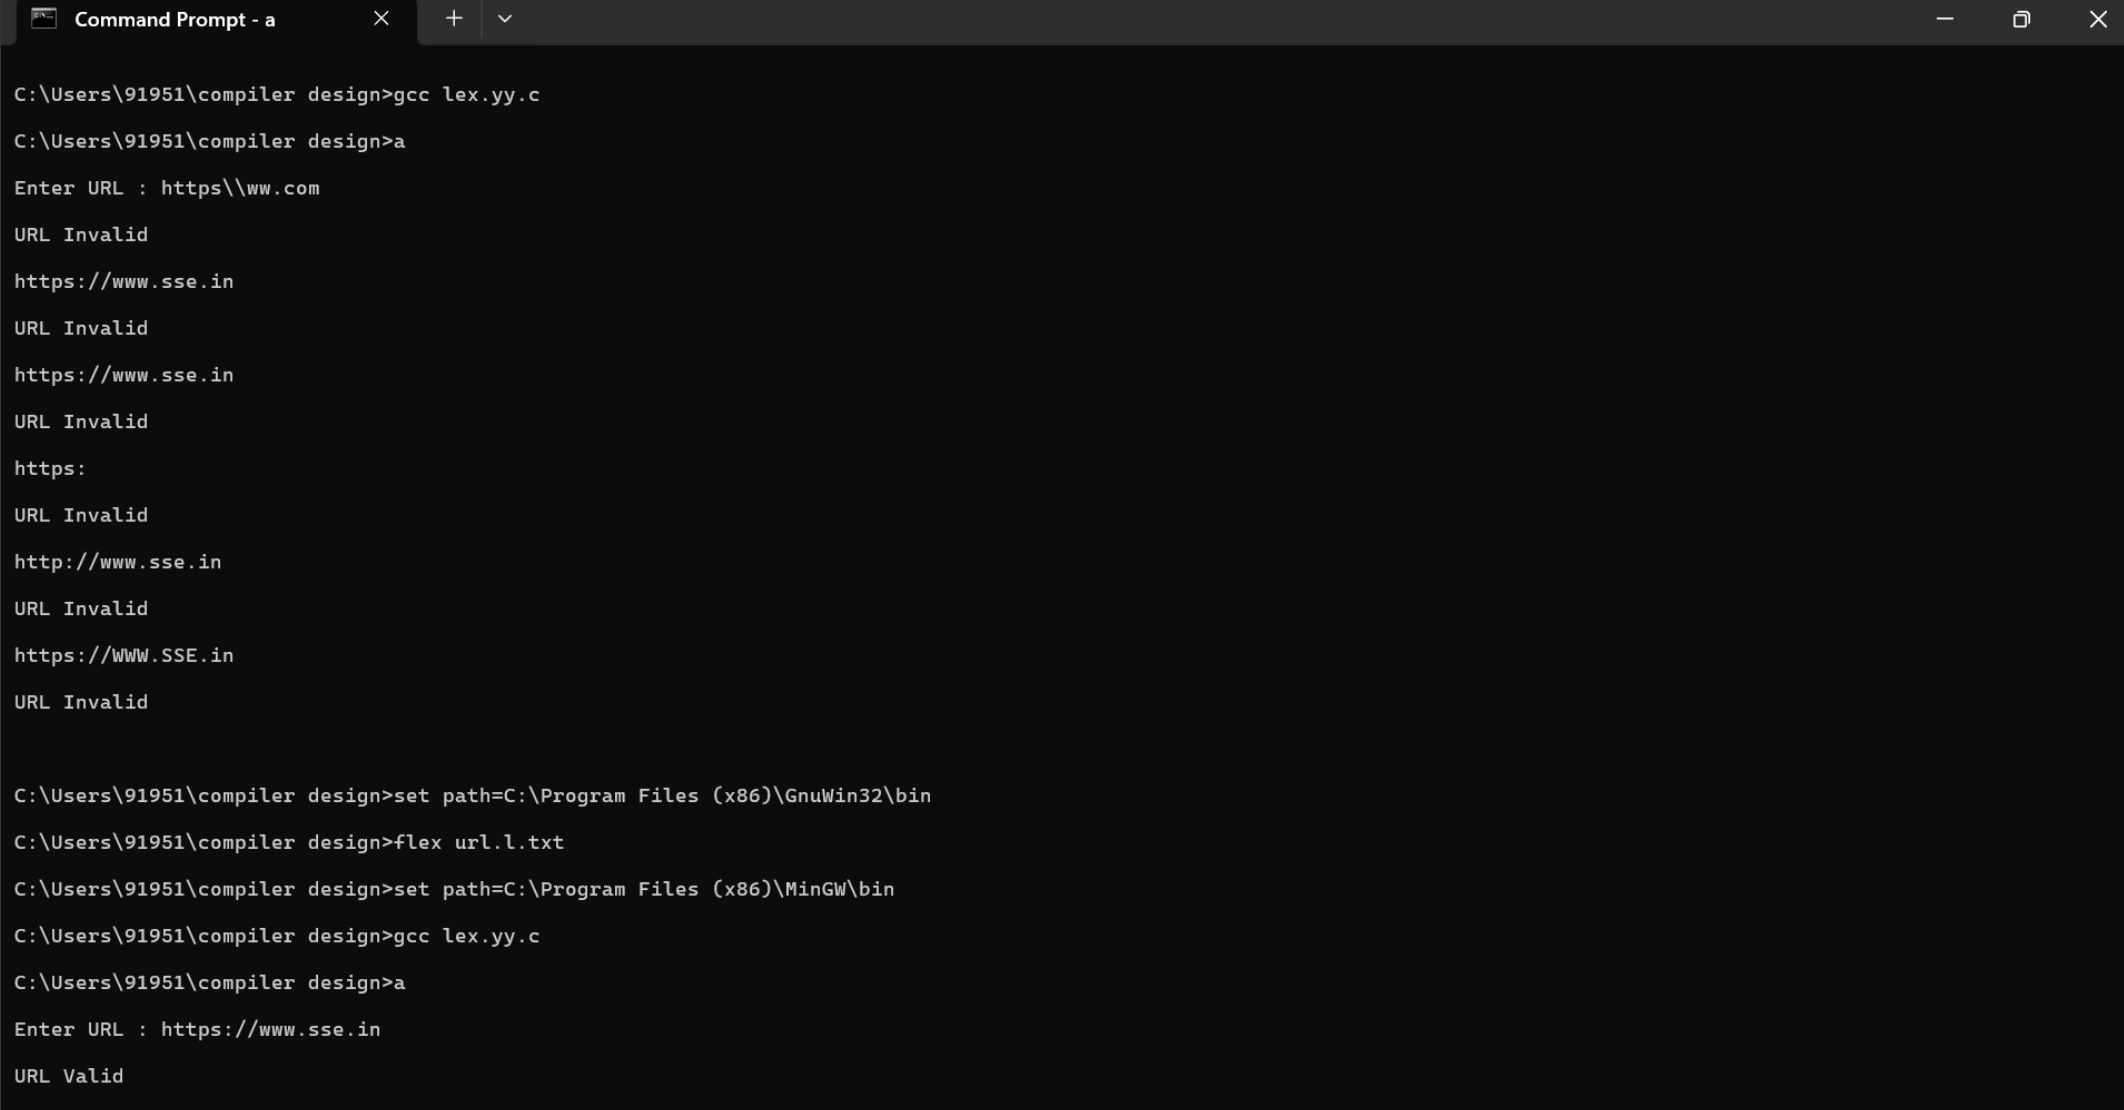 Command Prompt - a
C:\Users\91951\compiler design>gcc lex.yy.c
C:\Users\91951\compiler design>a
Enter URL : https\\ww.com
URL Invalid
https://www.sse.in
URL Invalid
https://www.sse.in
URL Invalid
https:
URL Invalid
http://www.sse.in
URL Invalid
https://WWW.SSE.in
URL Invalid
C:\Users\91951\compiler design>set path=C:\Program Files (x86)\GnuWin32\bin
C:\Users\91951\compiler design>flex url.l.txt
C:\Users\91951\compiler design>set path=C:\Program Files (x86)\MinGW\bin
C:\Users\91951\compiler design>gcc lex.yy.c
C:\Users\91951\compiler design>a
Enter URL : https://www.sse.in
URL Valid